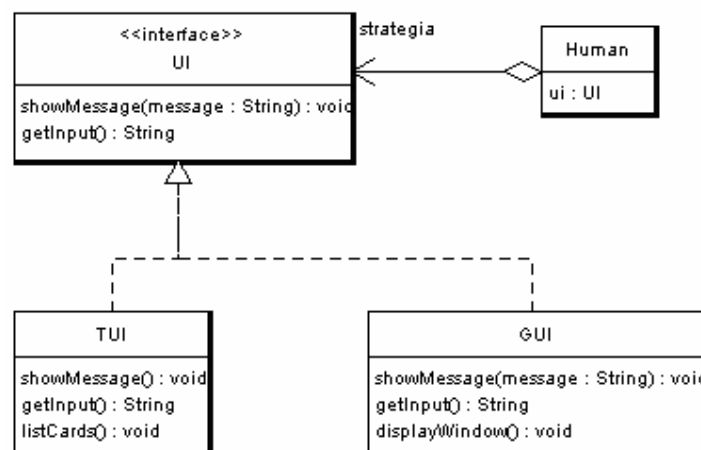 <<interface>>
UI
showMessage(message : String) : void
getInput() : String
strategia
Human
ui : UI
TUI
showMessage() : void
getInput() : String
listCards() : void
GUI
showMessage(message : String) : void
getInput() : String
displayWindow() : void